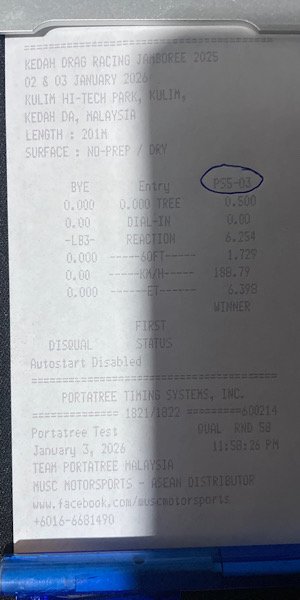 ==============================
KEDAH DRAG RACING JAMBOREE 2025
02 & 03 JANUARY 2026
KULIM HI-TECH PARK, KULIM,
KEDAH DA, MALAYSIA
LENGTH : 201M
SURFACE : NO-PREP / DRY
BYE Entry PS5-03
0.000 0.000 TREE 0.500
0.00 DIAL-IN 0.00
-LB3- REACTION 6.254
0.000 ------60FT----- 1.729
0.00 -----KM/H----- 188.79
0.000 ------ET----- 6.398
WINNER
FIRST
DISQUAL STATUS
Autostart Disabled
==============================
PORTATREE TIMING SYSTEMS, INC.
============= 1821/1822 =========600214
Portatree Test QUAL RND 58
January 3, 2026 11:58:26 PM
TEAM PORTATREE MALAYSIA
MUSC MOTORSPORTS - ASEAN DISTRIBUTOR
www.facebook.com/muscmotorsports
+6016-6681490